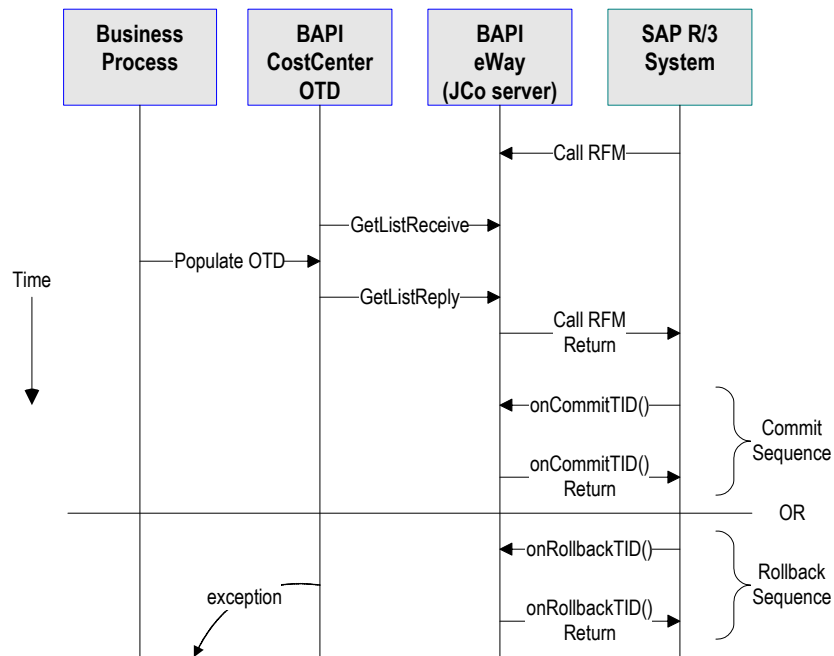 Business
Process
BAPI
CostCenter
OTD
BAPI
eWay
(JCo server)
SAP R/3
System
Call RFM
GetListReceive
Populate OTD
Time
GetListReply
Call RFM
Return
onCommitTID()
Commit
Sequence
onCommitTID()
Return
OR
onRollbackTID()
Rollback
Sequence
exception
onRollbackTID()
Return